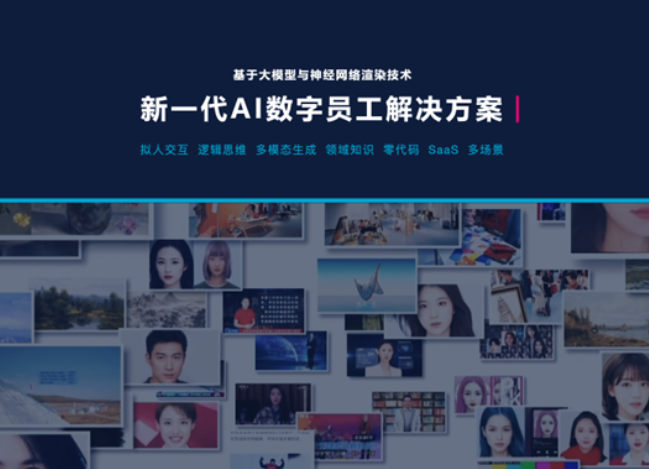 基于大模型与神经网络渲染技术
新一代AI数字员工解决方案
拟人交互 逻辑思维 多模态生成 领域知识 零代码 SaaS 多场景